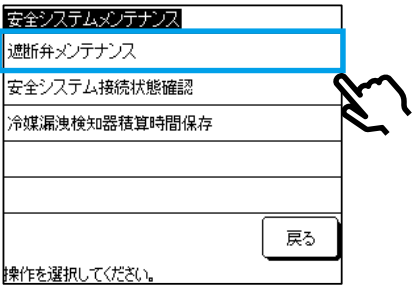 安全システムメンテナンス
遮断弁メンテナンス
安全システム接続状態確認
冷媒漏洩検知器積算時間保存
戻る
操作を選択してください。